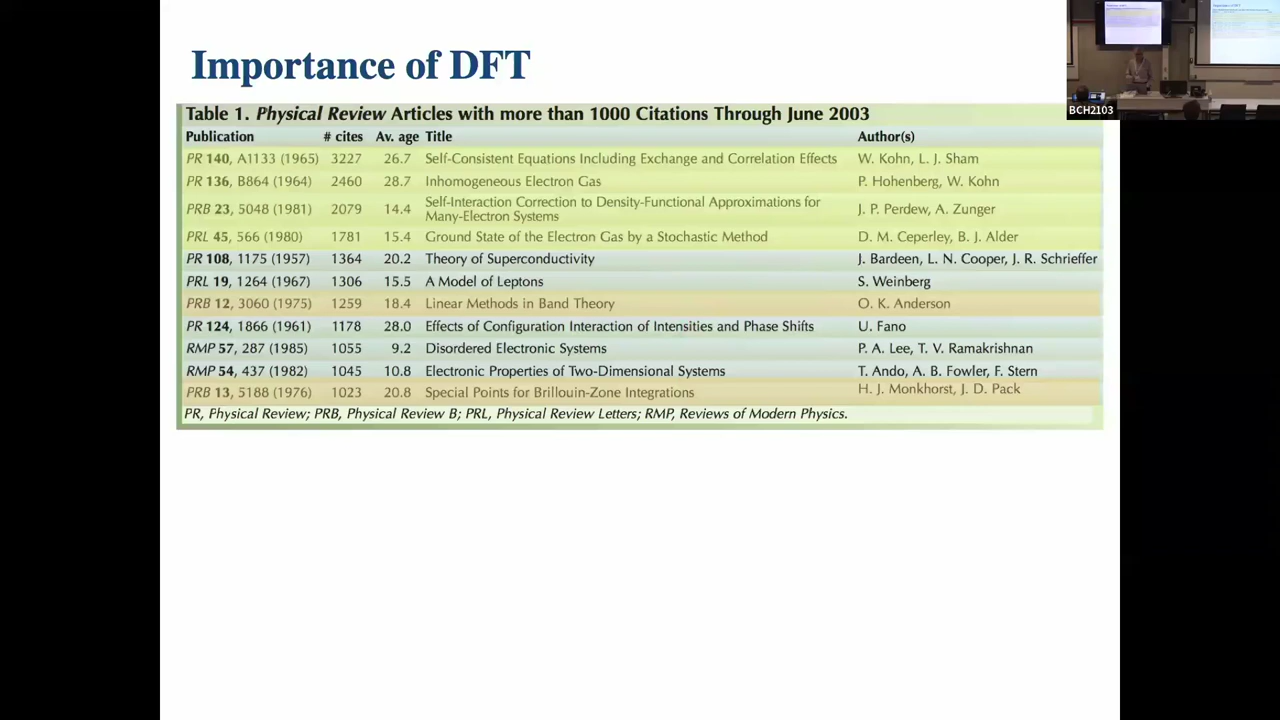 Importance of DFT
BCH2103
Table 1. Physical Review Articles with more than 1000 Citations Through June 2003
Publication # cites Av. age Title Author(s)
PR 140, A1133 (1965) 3227 26.7 Self-Consistent Equations Including Exchange and Correlation Effects W. Kohn, L. J. Sham
PR 136, B864 (1964) 2460 28.7 Inhomogeneous Electron Gas P. Hohenberg, W. Kohn
PRB 23, 5048 (1981) 2079 14.4 Self-Interaction Correction to Density-Functional Approximations for
Many-Electron Systems J. P. Perdew, A. Zunger
PRL 45, 566 (1980) 1781 15.4 Ground State of the Electron Gas by a Stochastic Method D. M. Ceperley, B. J. Alder
PR 108, 1175 (1957) 1364 20.2 Theory of Superconductivity J. Bardeen, L. N. Cooper, J. R. Schrieffer
PRL 19, 1264 (1967) 1306 15.5 A Model of Leptons S. Weinberg
PRB 12, 3060 (1975) 1259 18.4 Linear Methods in Band Theory O. K. Anderson
PR 124, 1866 (1961) 1178 28.0 Effects of Configuration Interaction of Intensities and Phase Shifts U. Fano
RMP 57, 287 (1985) 1055 9.2 Disordered Electronic Systems P. A. Lee, T. V. Ramakrishnan
RMP 54, 437 (1982) 1045 10.8 Electronic Properties of Two-Dimensional Systems T. Ando, A. B. Fowler, F. Stern
PRB 13, 5188 (1976) 1023 20.8 Special Points for Brillouin-Zone Integrations H. J. Monkhorst, J. D. Pack
PR, Physical Review; PRB, Physical Review B; PRL, Physical Review Letters; RMP, Reviews of Modern Physics.